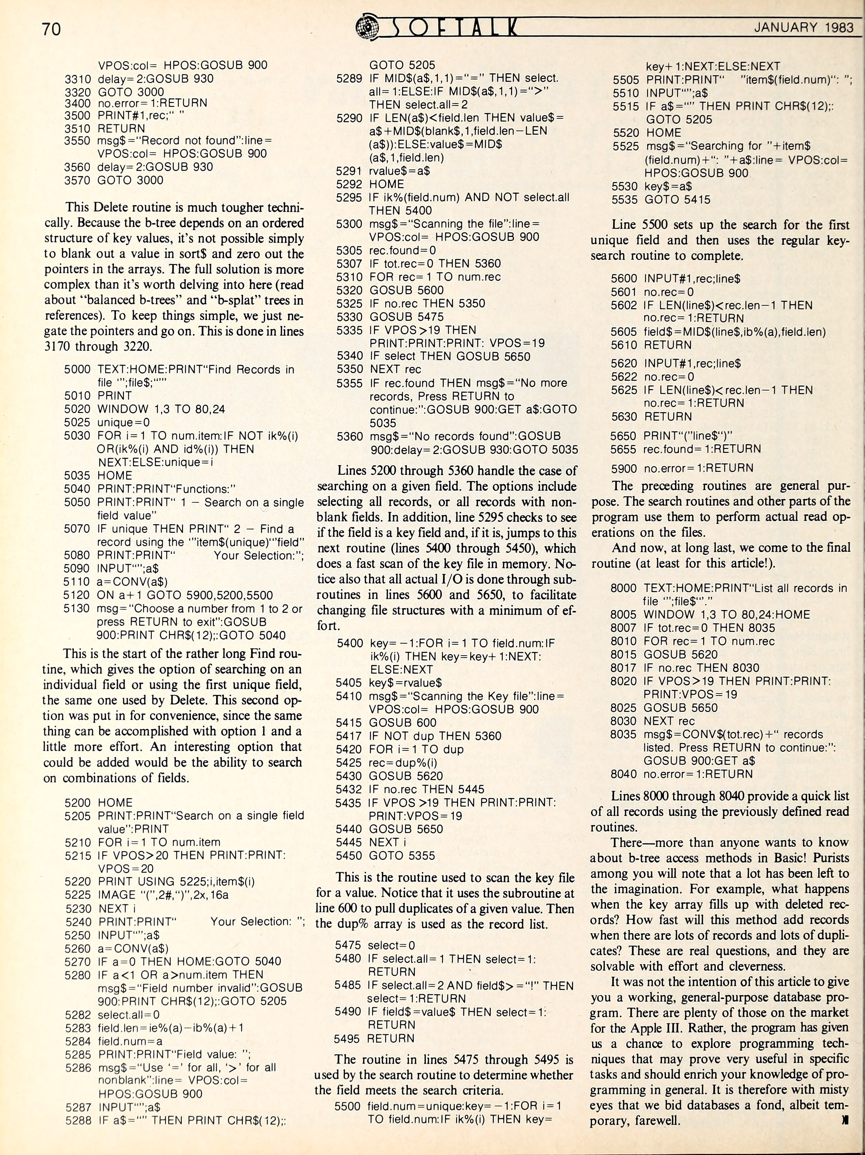 70
SOFTALK
JANUARY 1983
VPOS:col= HPOS:GOSUB 900
3310 delay=2:GOSUB 930
3320 GOTO 3000
3400 no.error=1:RETURN
3500 PRINT#1,rec;" "
3510 RETURN
3550 msg$="Record not found":line=
VPOS:col= HPOS:GOSUB 900
3560 delay=2:GOSUB 930
3570 GOTO 3000
This Delete routine is much tougher techni-
cally. Because the b-tree depends on an ordered
structure of key values, it's not possible simply
to blank out a value in sort$ and zero out the
pointers in the arrays. The full solution is more
complex than it's worth delving into here (read
about "balanced b-trees" and "b-splat" trees in
references). To keep things simple, we just ne-
gate the pointers and go on. This is done in lines
3170 through 3220.
5000 TEXT:HOME:PRINT"Find Records in
file '";file$;"'"
5010 PRINT
5020 WINDOW 1,3 TO 80,24
5025 unique=0
5030 FOR i=1 TO num.item:IF NOT ik%(i)
OR(ik%(i) AND id%(i)) THEN
NEXT:ELSE:unique=i
5035 HOME
5040 PRINT:PRINT"Functions:"
5050 PRINT:PRINT" 1 – Search on a single
field value"
5070 IF unique THEN PRINT" 2 – Find a
record using the '"item$(unique)"'field"
5080 PRINT:PRINT" Your Selection:";
5090 INPUT"";a$
5110 a=CONV(a$)
5120 ON a+1 GOTO 5900,5200,5500
5130 msg="Choose a number from 1 to 2 or
press RETURN to exit":GOSUB
900:PRINT CHR$(12);:GOTO 5040
This is the start of the rather long Find rou-
tine, which gives the option of searching on an
individual field or using the first unique field,
the same one used by Delete. This second op-
tion was put in for convenience, since the same
thing can be accomplished with option 1 and a
little more effort. An interesting option that
could be added would be the ability to search
on combinations of fields.
5200 HOME
5205 PRINT:PRINT"Search on a single field
value":PRINT
5210 FOR i=1 TO num.item
5215 IF VPOS>20 THEN PRINT:PRINT:
VPOS=20
5220 PRINT USING 5225;i,item$(i)
5225 IMAGE "(",2#,")",2x,16a
5230 NEXT i
5240 PRINT:PRINT" Your Selection: ";
5250 INPUT"";a$
5260 a=CONV(a$)
5270 IF a=0 THEN HOME:GOTO 5040
5280 IF a<1 OR a>num.item THEN
msg$="Field number invalid":GOSUB
900:PRINT CHR$(12);:GOTO 5205
5282 select.all=0
5283 field.len=ie%(a)–ib%(a)+1
5284 field.num=a
5285 PRINT:PRINT"Field value: ";
5286 msg$="Use '=' for all, '>' for all
nonblank":line= VPOS:col=
HPOS:GOSUB 900
5287 INPUT"";a$
5288 IF a$="" THEN PRINT CHR$(12);:
GOTO 5205
5289 IF MID$(a$,1,1)="=" THEN select.
all=1:ELSE:IF MID$(a$,1,1)=">"
THEN select.all=2
5290 IF LEN(a$)<field.len THEN value$=
a$+MID$(blank$,1,field.len–LEN
(a$)):ELSE:value$=MID$
(a$,1,field.len)
5291 rvalue$=a$
5292 HOME
5295 IF ik%(field.num) AND NOT select.all
THEN 5400
5300 msg$="Scanning the file":line=
VPOS:col= HPOS:GOSUB 900
5305 rec.found=0
5307 IF tot.rec=0 THEN 5360
5310 FOR rec=1 TO num.rec
5320 GOSUB 5600
5325 IF no.rec THEN 5350
5330 GOSUB 5475
5335 IF VPOS>19 THEN
PRINT:PRINT:PRINT: VPOS=19
5340 IF select THEN GOSUB 5650
5350 NEXT rec
5355 IF rec.found THEN msg$="No more
records, Press RETURN to
continue:":GOSUB 900:GET a$:GOTO
5035
5360 msg$="No records found":GOSUB
900:delay=2:GOSUB 930:GOTO 5035
Lines 5200 through 5360 handle the case of
searching on a given field. The options include
selecting all records, or all records with non-
blank fields. In addition, line 5295 checks to see
if the field is a key field and, if it is, jumps to this
next routine (lines 5400 through 5450), which
does a fast scan of the key file in memory. No-
tice also that all actual I/O is done through sub-
routines in lines 5600 and 5650, to facilitate
changing file structures with a minimum of ef-
fort.
5400 key=–1:FOR i=1 TO field.num:IF
ik%(i) THEN key=key+1:NEXT:
ELSE:NEXT
5405 key$=rvalue$
5410 msg$="Scanning the Key file":line=
VPOS:col= HPOS:GOSUB 900
5415 GOSUB 600
5417 IF NOT dup THEN 5360
5420 FOR i=1 TO dup
5425 rec=dup%(i)
5430 GOSUB 5620
5432 IF no.rec THEN 5445
5435 IF VPOS >19 THEN PRINT:PRINT:
PRINT:VPOS=19
5440 GOSUB 5650
5445 NEXT i
5450 GOTO 5355
This is the routine used to scan the key file
for a value. Notice that it uses the subroutine at
line 600 to pull duplicates of a given value. Then
the dup% array is used as the record list.
5475 select=0
5480 IF select.all=1 THEN select=1:
RETURN
5485 IF select.all=2 AND field$>="!" THEN
select=1:RETURN
5490 IF field$=value$ THEN select=1:
RETURN
5495 RETURN
The routine in lines 5475 through 5495 is
used by the search routine to determine whether
the field meets the search criteria.
5500 field.num=unique:key=–1:FOR i=1
TO field.num:IF ik%(i) THEN key=
key+1:NEXT:ELSE:NEXT
5505 PRINT:PRINT" "item$(field.num)": ";
5510 INPUT"";a$
5515 IF a$="" THEN PRINT CHR$(12);:
GOTO 5205
5520 HOME
5525 msg$="Searching for "+item$
(field.num)+": "+a$:line= VPOS:col=
HPOS:GOSUB 900
5530 key$=a$
5535 GOTO 5415
Line 5500 sets up the search for the first
unique field and then uses the regular key-
search routine to complete.
5600 INPUT#1,rec;line$
5601 no.rec=0
5602 IF LEN(line$)<rec.len–1 THEN
no.rec=1:RETURN
5605 field$=MID$(line$,ib%(a),field.len)
5610 RETURN
5620 INPUT#1,rec;line$
5622 no.rec=0
5625 IF LEN(line$)<rec.len–1 THEN
no.rec=1:RETURN
5630 RETURN
5650 PRINT"("line$")"
5655 rec.found=1:RETURN
5900 no.error=1:RETURN
The preceding routines are general pur-
pose. The search routines and other parts of the
program use them to perform actual read op-
erations on the files.
And now, at long last, we come to the final
routine (at least for this article!).
8000 TEXT:HOME:PRINT"List all records in
file '";file$"'."
8005 WINDOW 1,3 TO 80,24:HOME
8007 IF tot.rec=0 THEN 8035
8010 FOR rec=1 TO num.rec
8015 GOSUB 5620
8017 IF no.rec THEN 8030
8020 IF VPOS>19 THEN PRINT:PRINT:
PRINT:VPOS=19
8025 GOSUB 5650
8030 NEXT rec
8035 msg$=CONV$(tot.rec)+" records
listed. Press RETURN to continue:":
GOSUB 900:GET a$
8040 no.error=1:RETURN
Lines 8000 through 8040 provide a quick list
of all records using the previously defined read
routines.
There—more than anyone wants to know
about b-tree access methods in Basic! Purists
among you will note that a lot has been left to
the imagination. For example, what happens
when the key array fills up with deleted rec-
ords? How fast will this method add records
when there are lots of records and lots of dupli-
cates? These are real questions, and they are
solvable with effort and cleverness.
It was not the intention of this article to give
you a working, general-purpose database pro-
gram. There are plenty of those on the market
for the Apple III. Rather, the program has given
us a chance to explore programming tech-
niques that may prove very useful in specific
tasks and should enrich your knowledge of pro-
gramming in general. It is therefore with misty
eyes that we bid databases a fond, albeit tem-
porary, farewell.